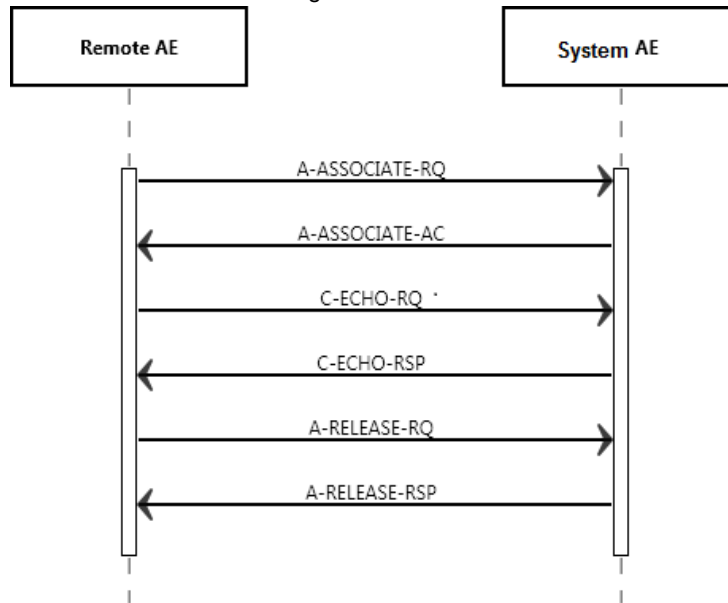 Remote AE
System AE
A-ASSOCIATE-RQ
A-ASSOCIATE-AC
C-ECHO-RQ
C-ECHO-RSP
A-RELEASE-RQ
A-RELEASE-RSP